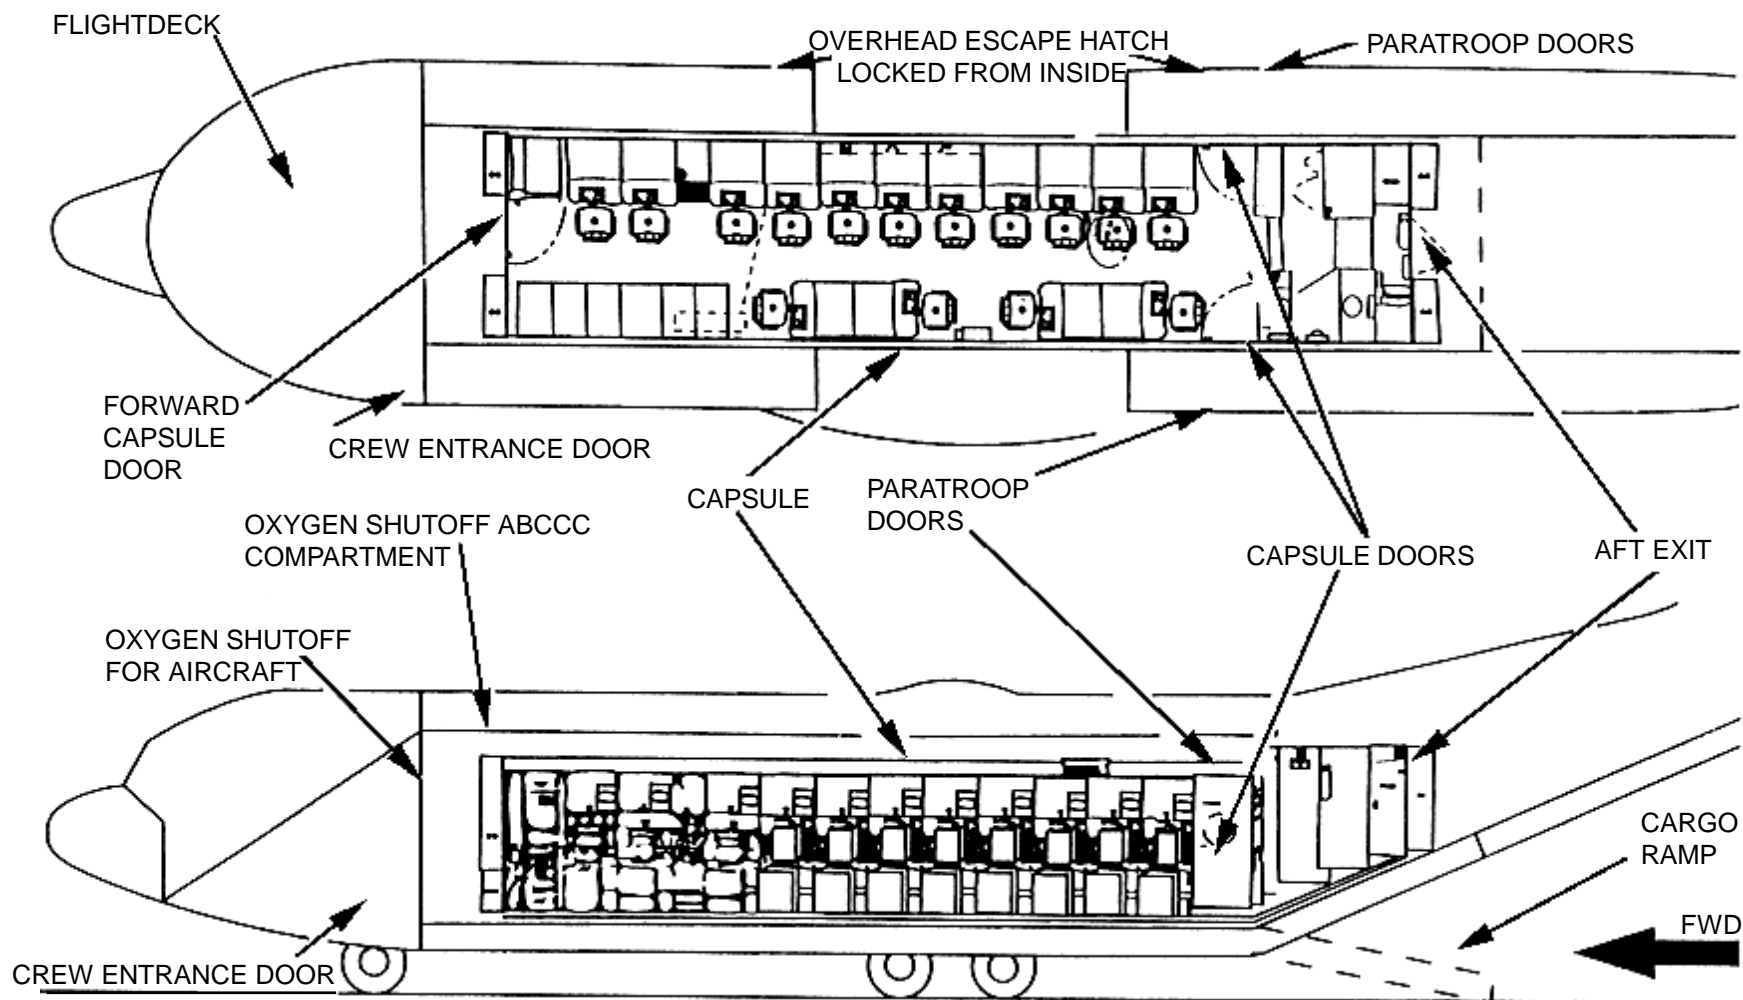 FLIGHTDECK
OVERHEAD ESCAPE HATCH
LOCKED FROM INSIDE
PARATROOP DOORS
FORWARD
CAPSULE
DOOR
CREW ENTRANCE DOOR
CAPSULE
PARATROOP
DOORS
OXYGEN SHUTOFF ABCCC
COMPARTMENT
CAPSULE DOORS
AFT EXIT
OXYGEN SHUTOFF
FOR AIRCRAFT
CARGO
RAMP
FWD
CREW ENTRANCE DOOR